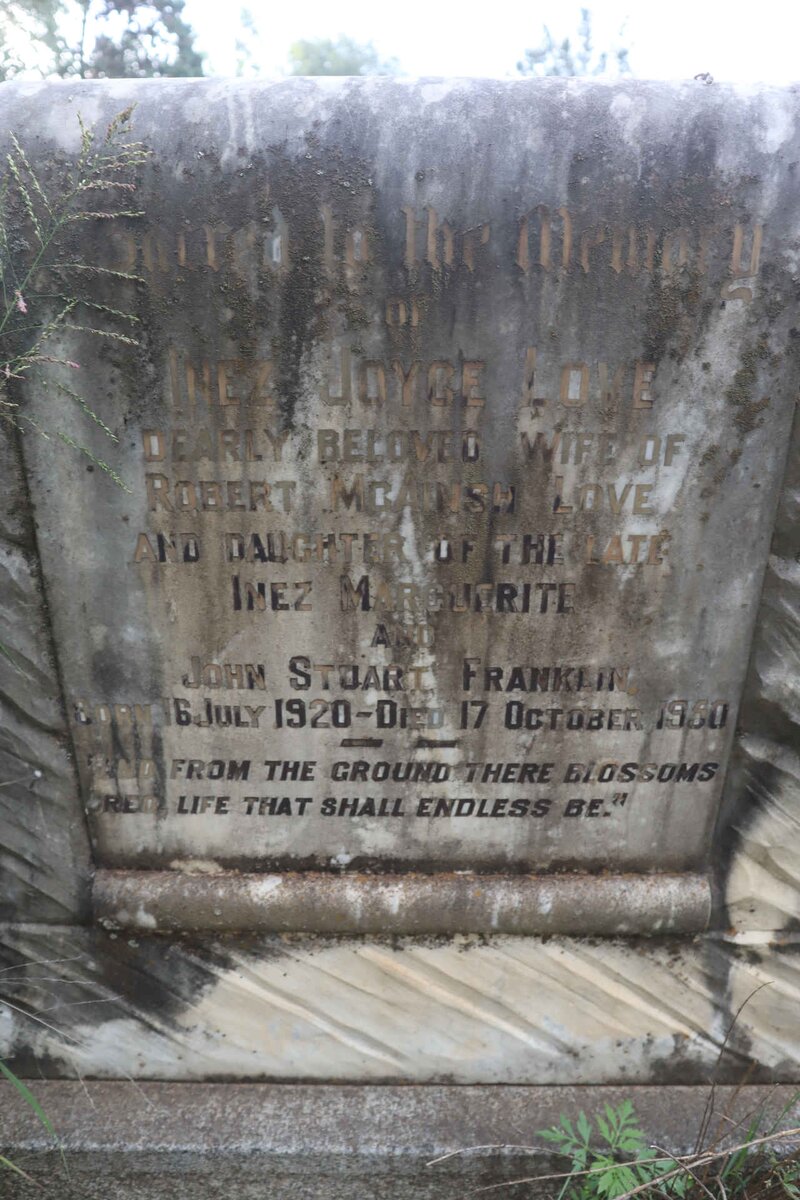 Sacred to the Memory
OF
INEZ JOYCE LOVE
DEARLY BELOVED WIFE OF
ROBERT MCAINSH LOVE
AND DAUGHTER OF THE LATE
INEZ MARGUERITE
AND
JOHN STUART FRANKLIN,
BORN 16 JULY 1920 - DIED 17 OCTOBER
FROM THE GROUND THERE BLOSSOMS
RED, LIFE THAT SHALL ENDLESS BE."